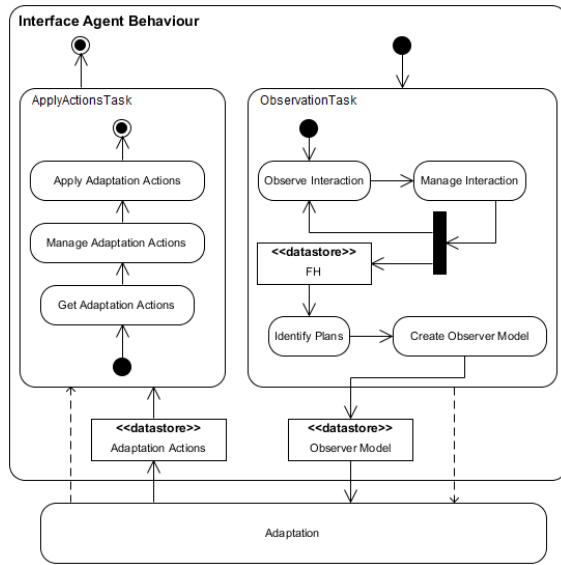 Interface Agent Behaviour
ApplyActionsTask
Apply Adaptation Actions
Manage Adaptation Actions
Get Adaptation Actions
<<datastore>>
Adaptation Actions
ObservationTask
Observe Interaction
Manage Interaction
<<datastore>>
FH
Identify Plans
Create Observer Model
<<datastore>>
Observer Model
Adaptation